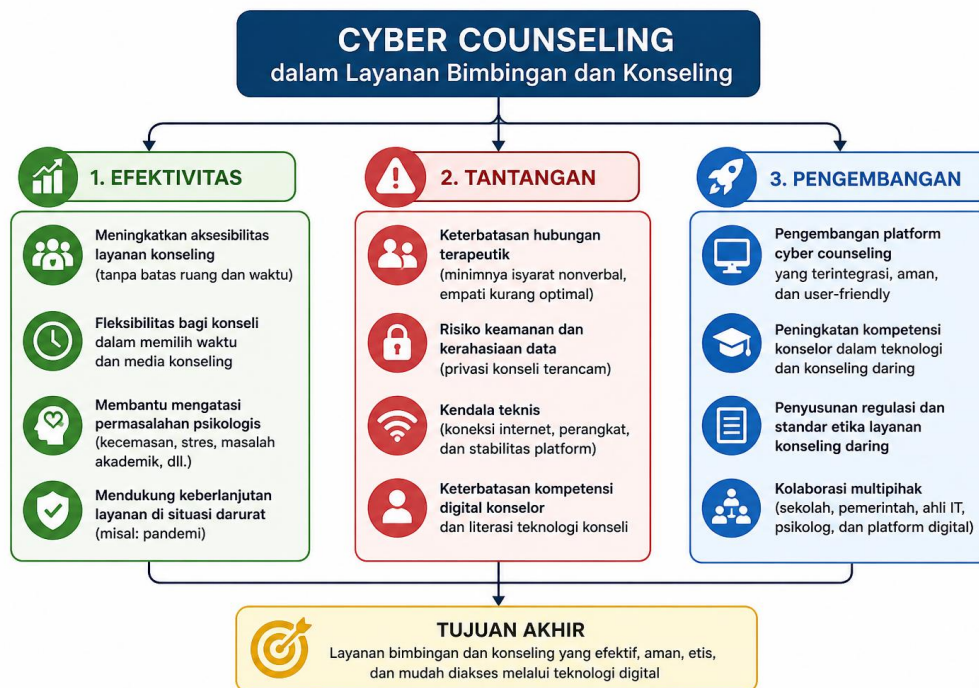 CYBER COUNSELING
dalam Layanan Bimbingan dan Konseling
1. EFEKTIVITAS
Meningkatkan aksesibilitas
layanan konseling
(tanpa batas ruang dan waktu)
Fleksibilitas bagi konseli
dalam memilih waktu
dan media konseling
Membantu mengatasi
permasalahan psikologis
(kecemasan, stres, masalah
akademik, dll.)
Mendukung keberlanjutan
layanan di situasi darurat
(misal: pandemi)
2. TANTANGAN
Keterbatasan hubungan
terapeutik
(minimnya isyarat nonverbal,
empati kurang optimal)
Risiko keamanan dan
kerahasiaan data
(privasi konseli terancam)
Kendala teknis
(koneksi internet, perangkat,
dan stabilitas platform)
Keterbatasan kompetensi
digital konselor
dan literasi teknologi konseli
3. PENGEMBANGAN
Pengembangan platform
cyber counseling
yang terintegrasi, aman,
dan user-friendly
Peningkatan kompetensi
konselor dalam teknologi
dan konseling daring
Penyusunan regulasi dan
standar etika layanan
konseling daring
Kolaborasi multipihak
(sekolah, pemerintah, ahli IT,
psikolog, dan platform digital)
TUJUAN AKHIR
Layanan bimbingan dan konseling yang efektif, aman, etis,
dan mudah diakses melalui teknologi digital